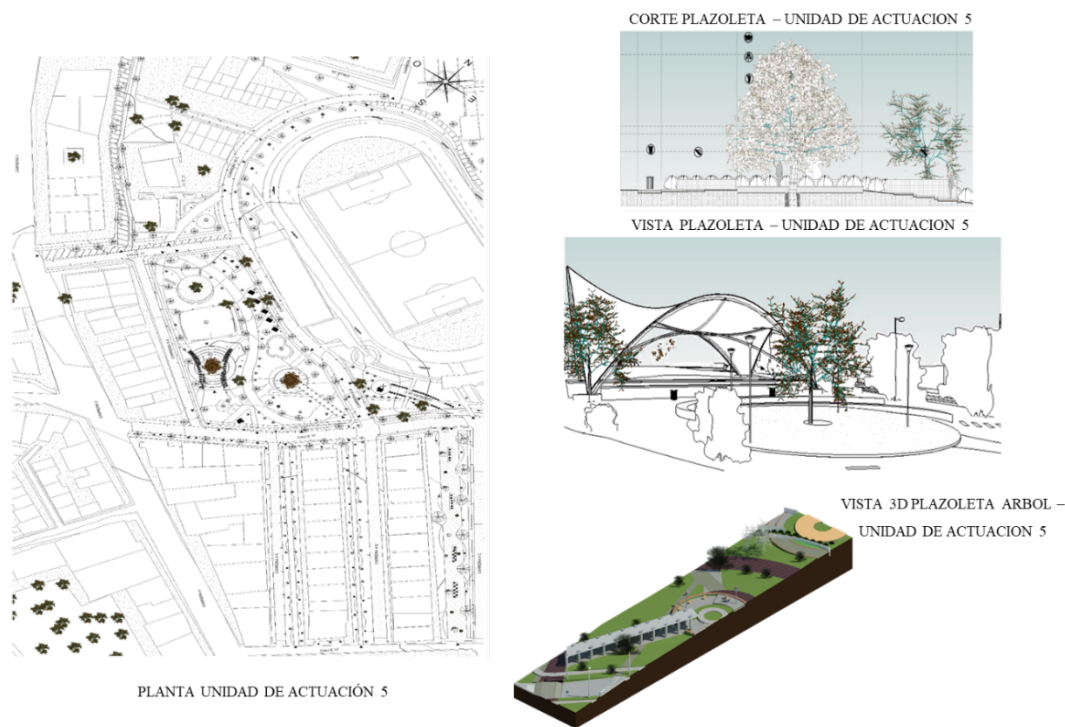 CORTE PLAZOLETA – UNIDAD DE ACTUACION 5
VISTA PLAZOLETA – UNIDAD DE ACTUACION 5
VISTA 3D PLAZOLETA ARBOL –
UNIDAD DE ACTUACION 5
PLANTA UNIDAD DE ACTUACIÓN 5